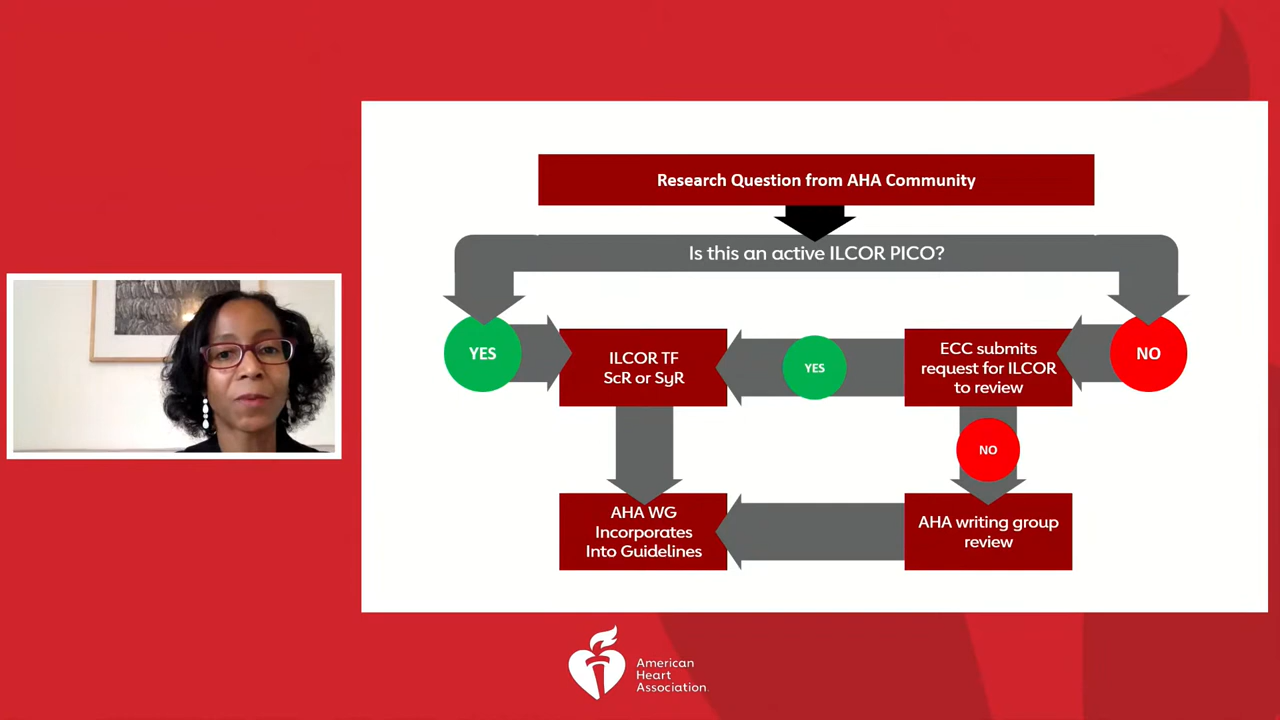 Research Question from AHA Community
Is this an active ILCOR PICO?
YES
ILCOR TF
ScR or SyR
YES
ECC submits
request for ILCOR
to review
NO
NO
AHA WG
Incorporates
Into Guidelines
AHA writing group
review
American
Heart
Association.